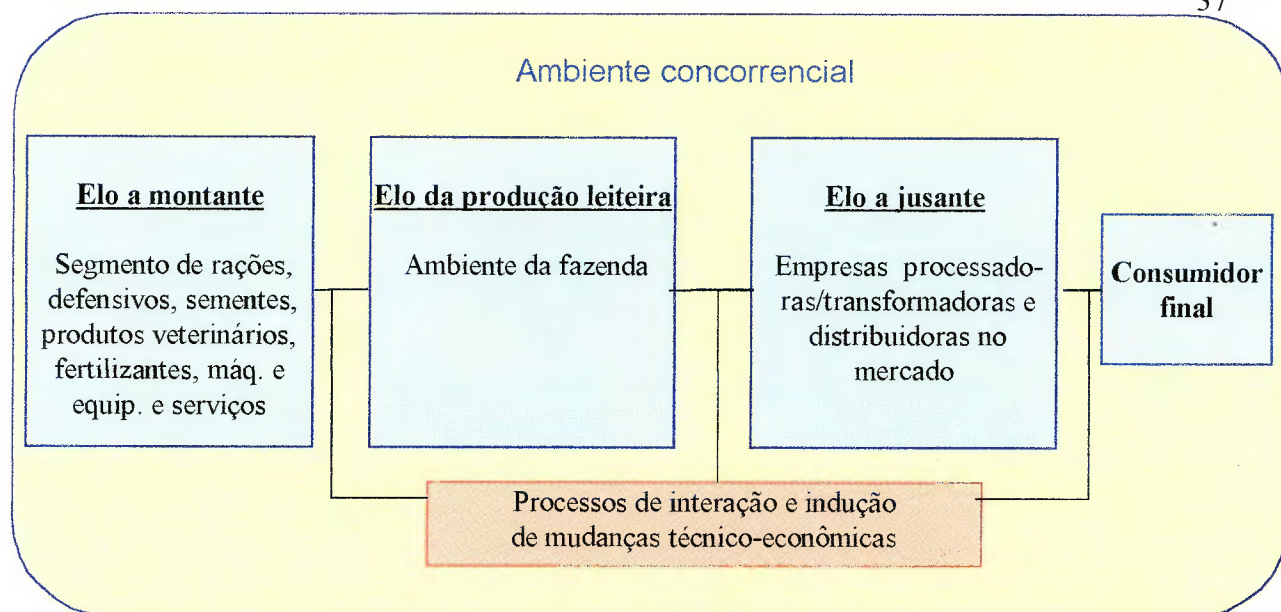 Ambiente concorrencial
Elo a montante
Segmento de rações,
defensivos, sementes,
produtos veterinários,
fertilizantes, máq. e
equip. e serviços
Elo da produção leiteira
Ambiente da fazenda
Elo a jusante
Empresas processado-
ras/transformadoras e
distribuidoras no
mercado
Consumidor
final
Processos de interação e indução
de mudanças técnico-econômicas